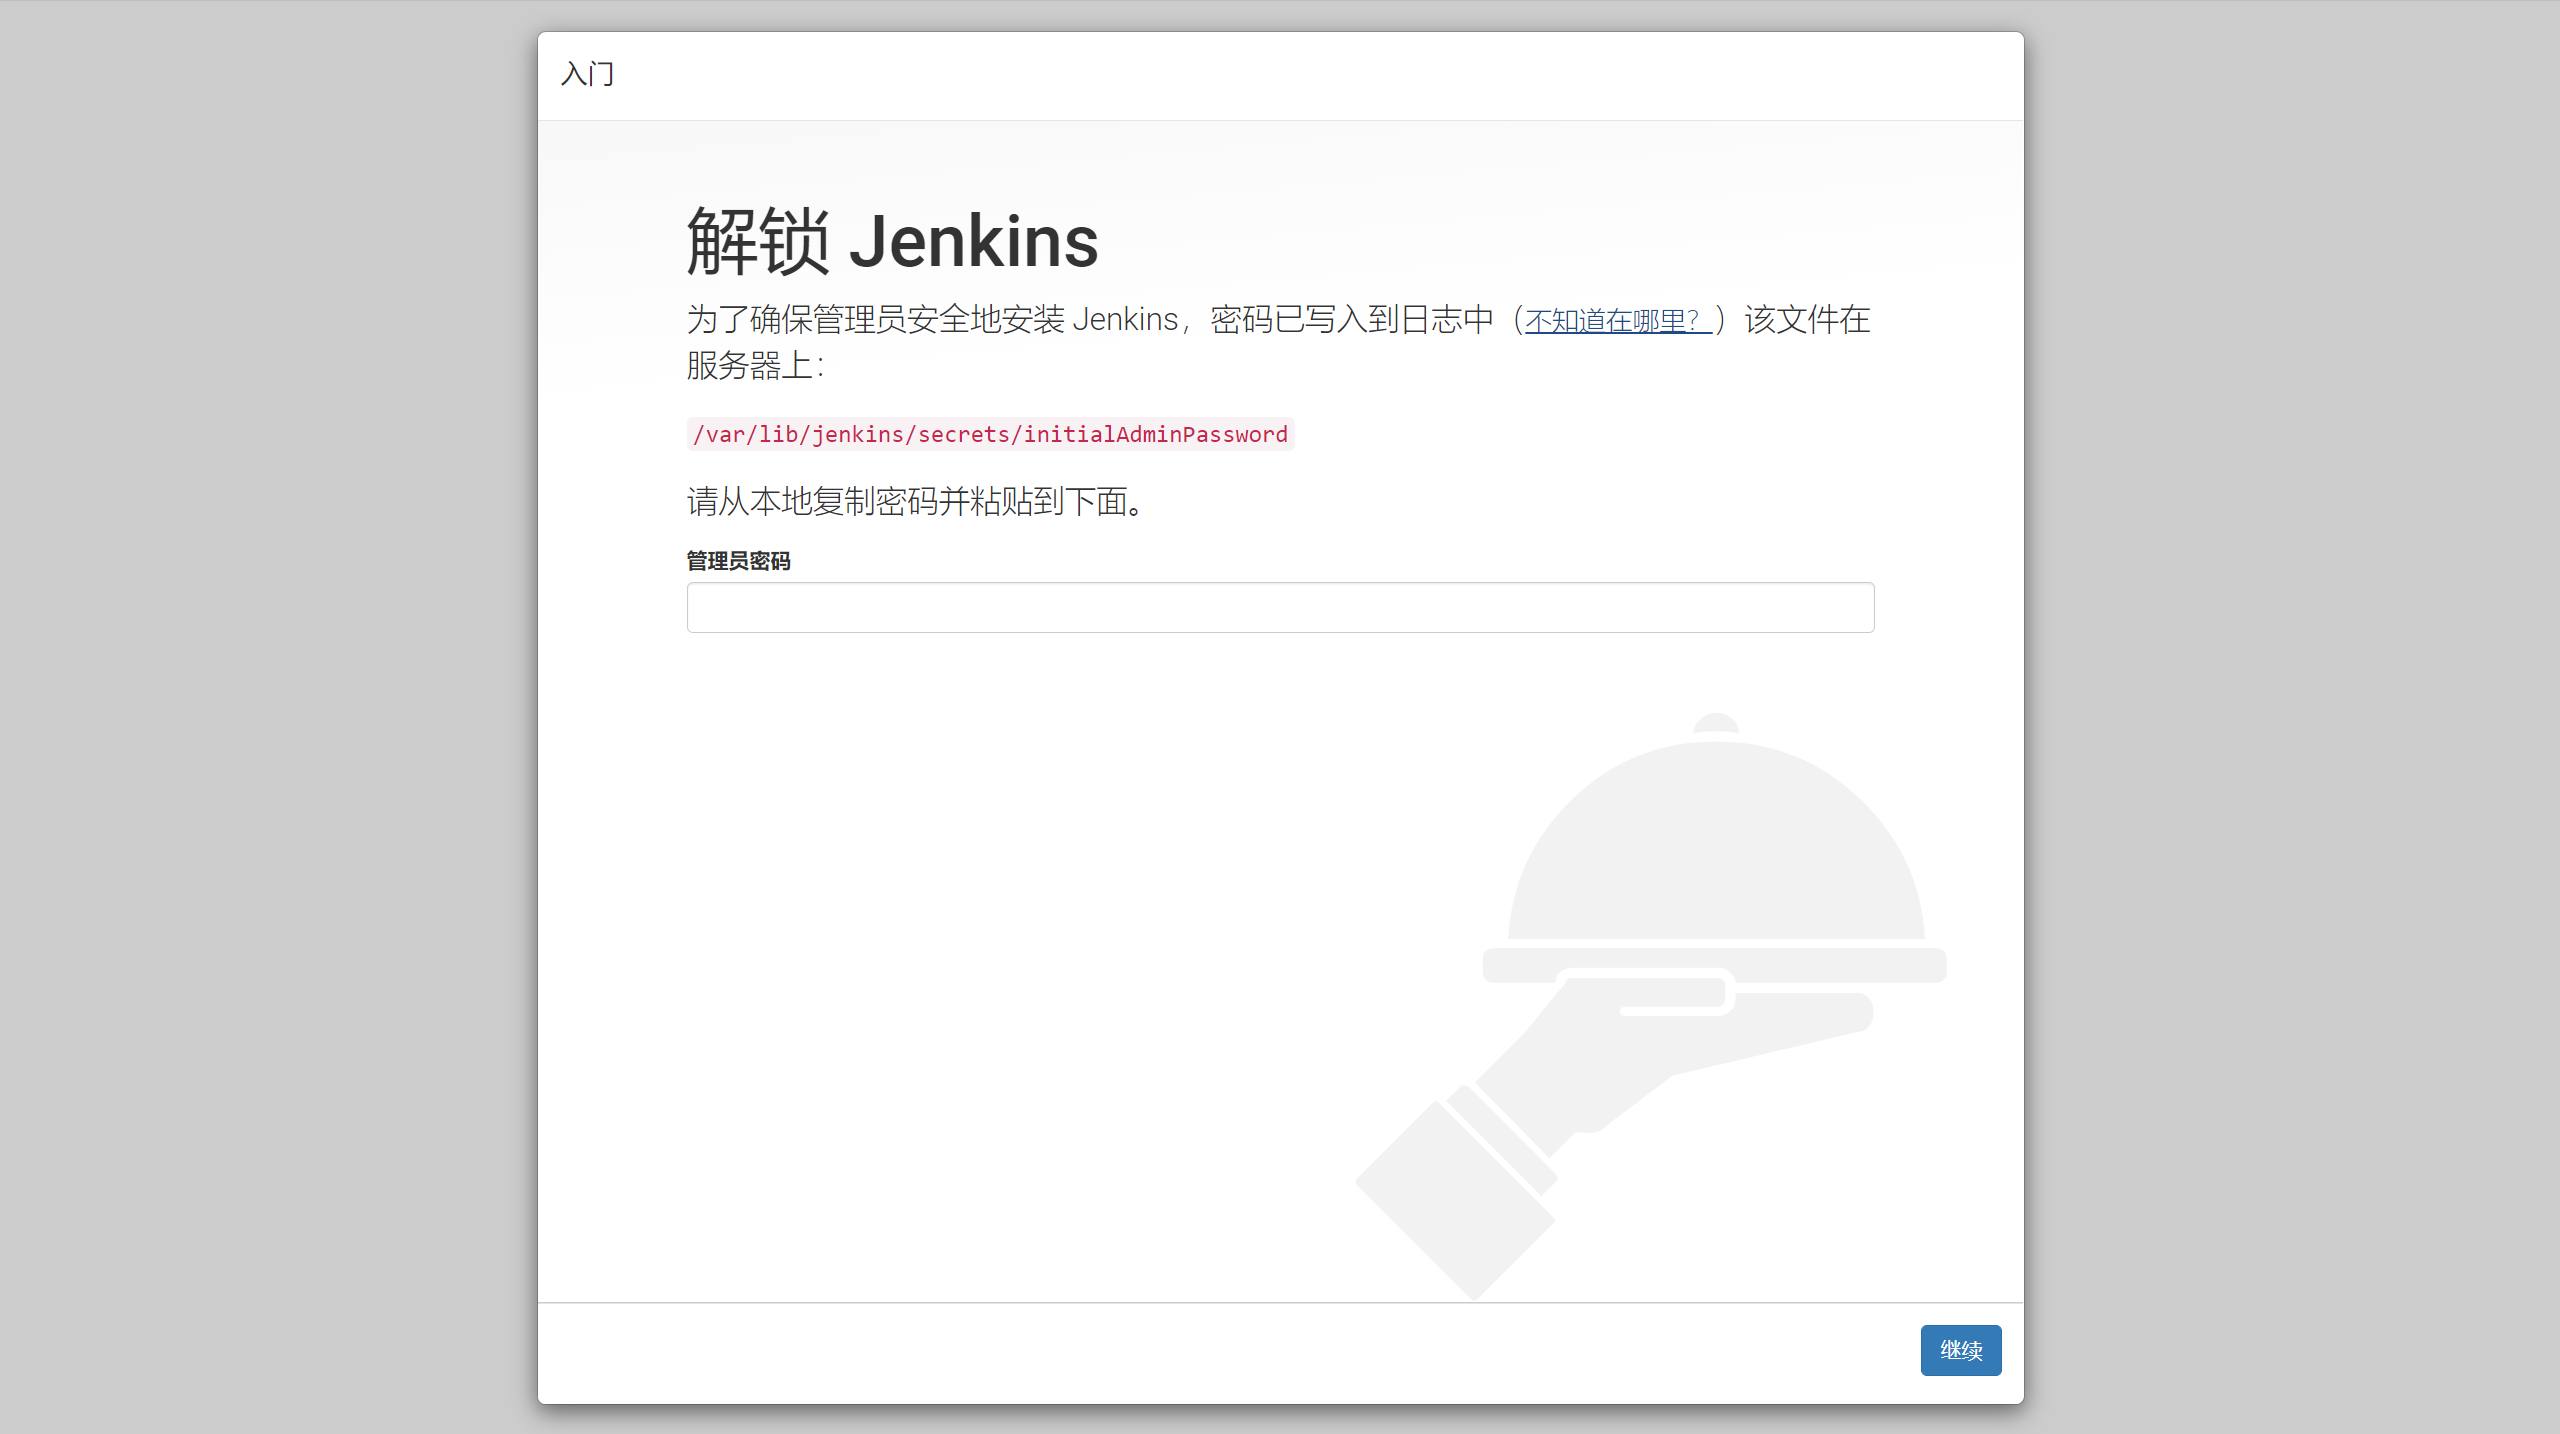 入门
解锁 Jenkins
为了确保管理员安全地安装 Jenkins，密码已写入到日志中（不知道在哪里？）该文件在
服务器上：
/var/lib/jenkins/secrets/initialAdminPassword
请从本地复制密码并粘贴到下面。
管理员密码
继续